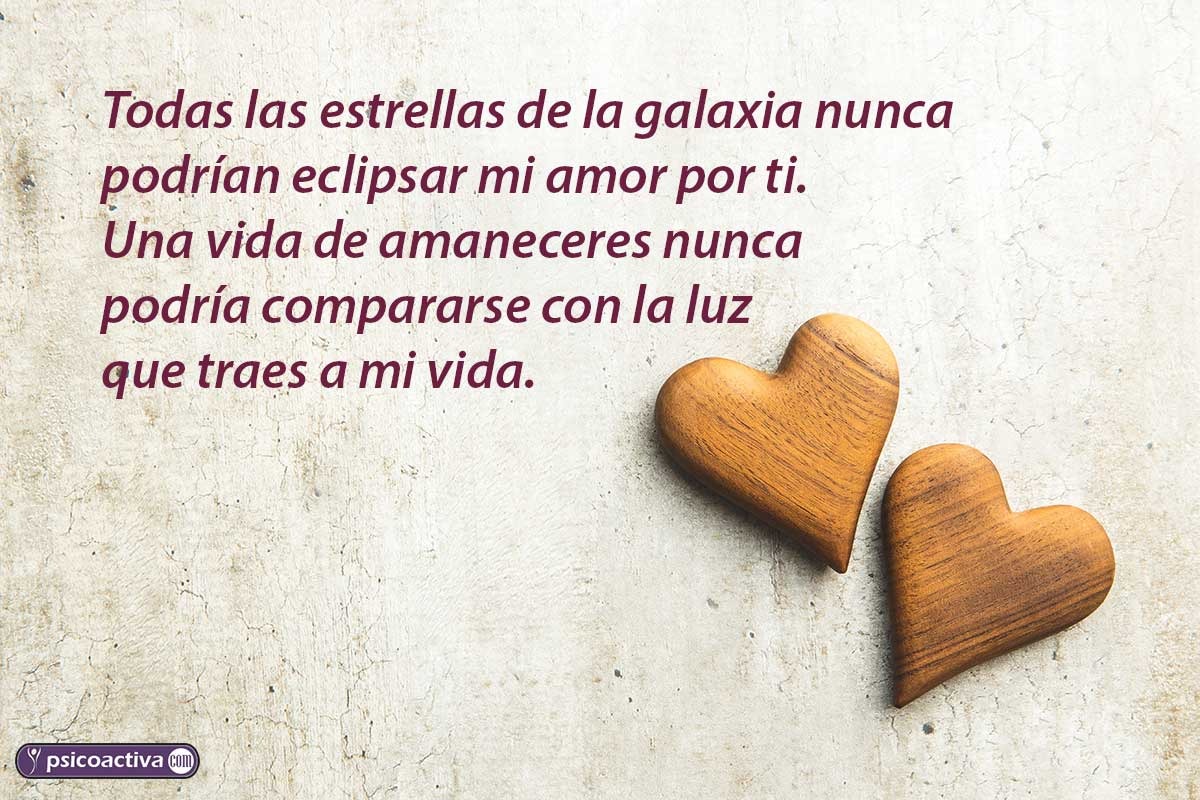 Todas las estrellas de la galaxia nunca
podrían eclipsar mi amor por ti.
Una vida de amaneceres nunca
podría compararse con la luz
que traes a mi vida.
psicoactiva com